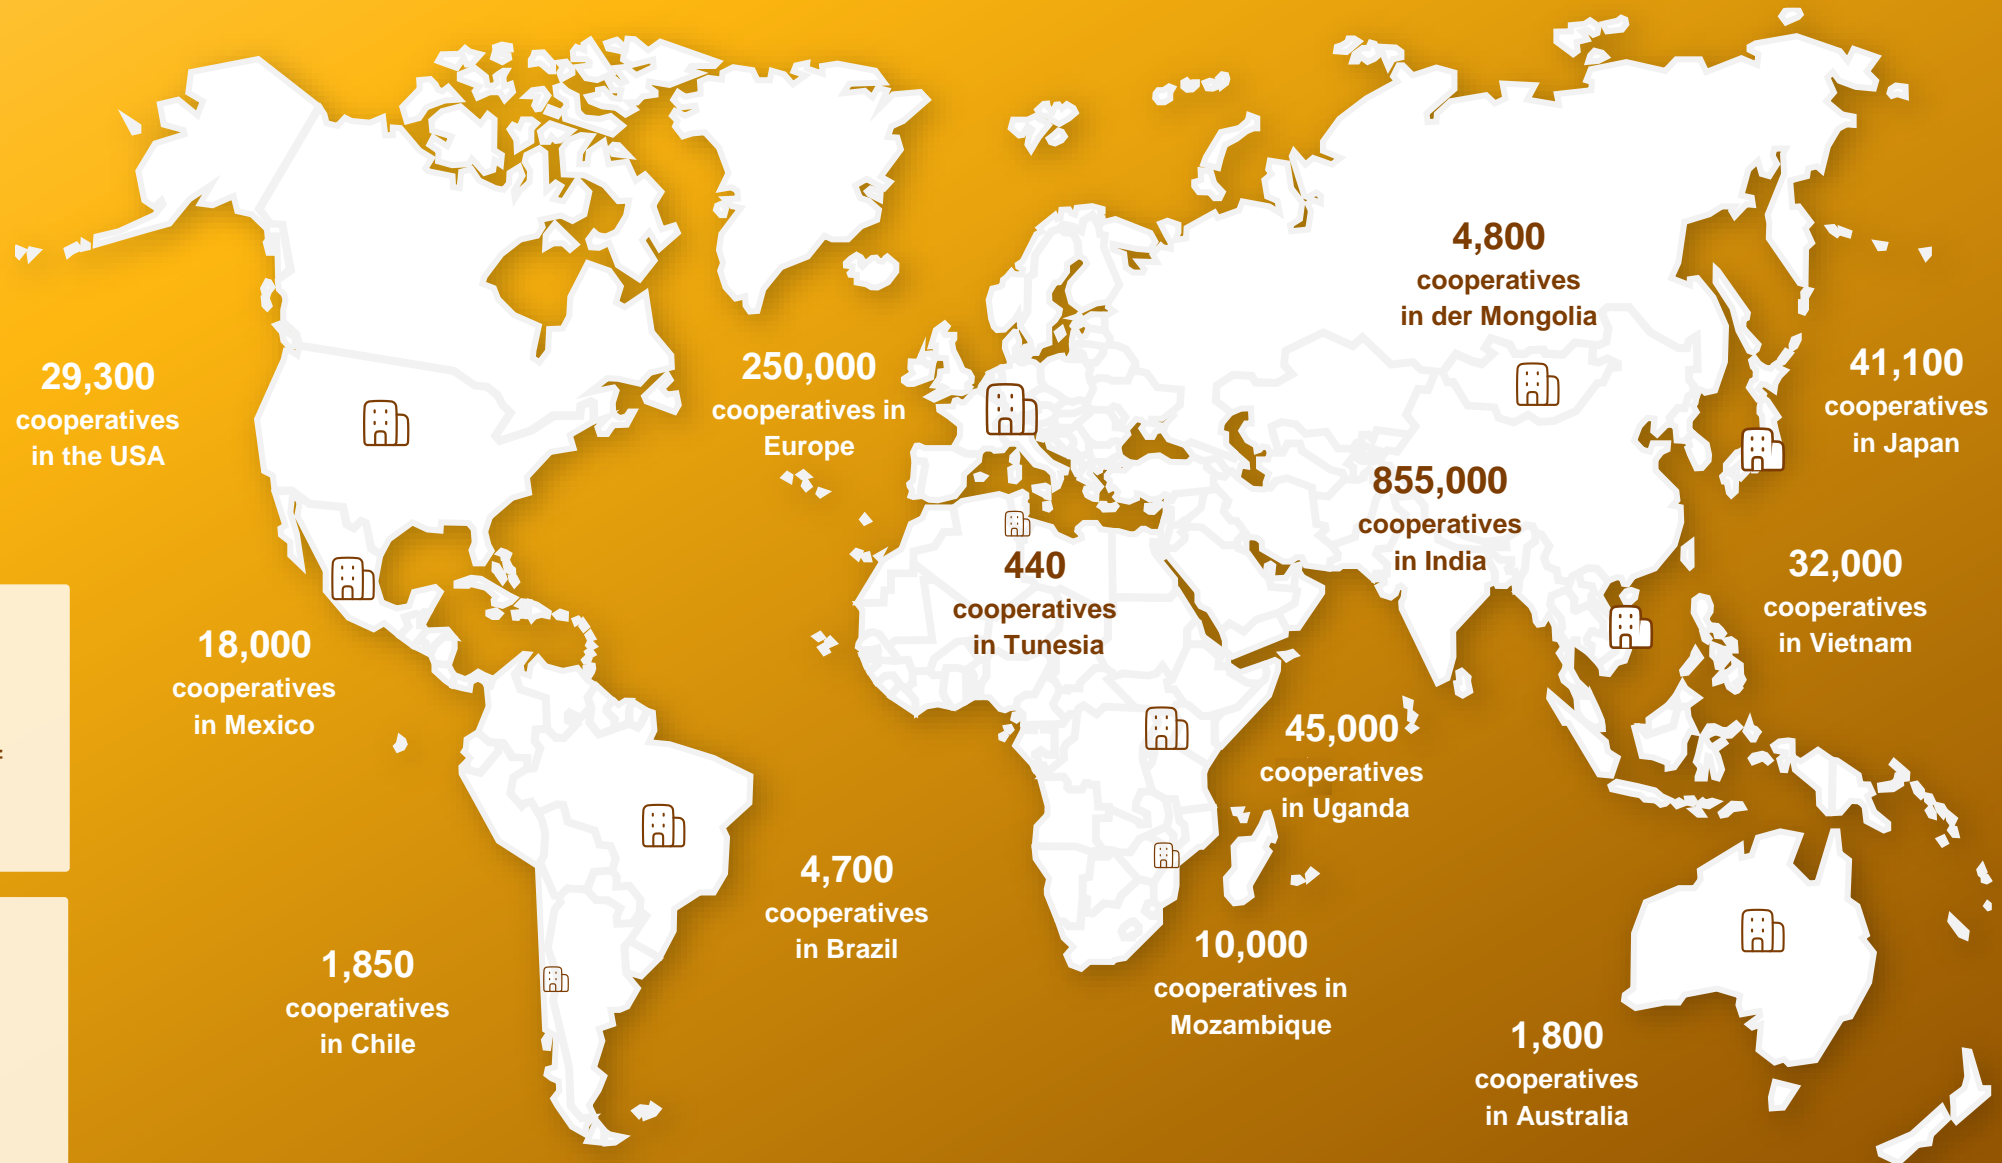 4,800
cooperatives
in der Mongolia
29,300
cooperatives
in the USA
250,000
cooperatives in
Europe
41,100
cooperatives
in Japan
855,000
cooperatives
in India
440
cooperatives
in Tunesia
32,000
cooperatives
in Vietnam
18,000
cooperatives
in Mexico
45,000
cooperatives
in Uganda
4,700
cooperatives
in Brazil
10,000
cooperatives in
Mozambique
1,850
cooperatives
in Chile
1,800
cooperatives
in Australia